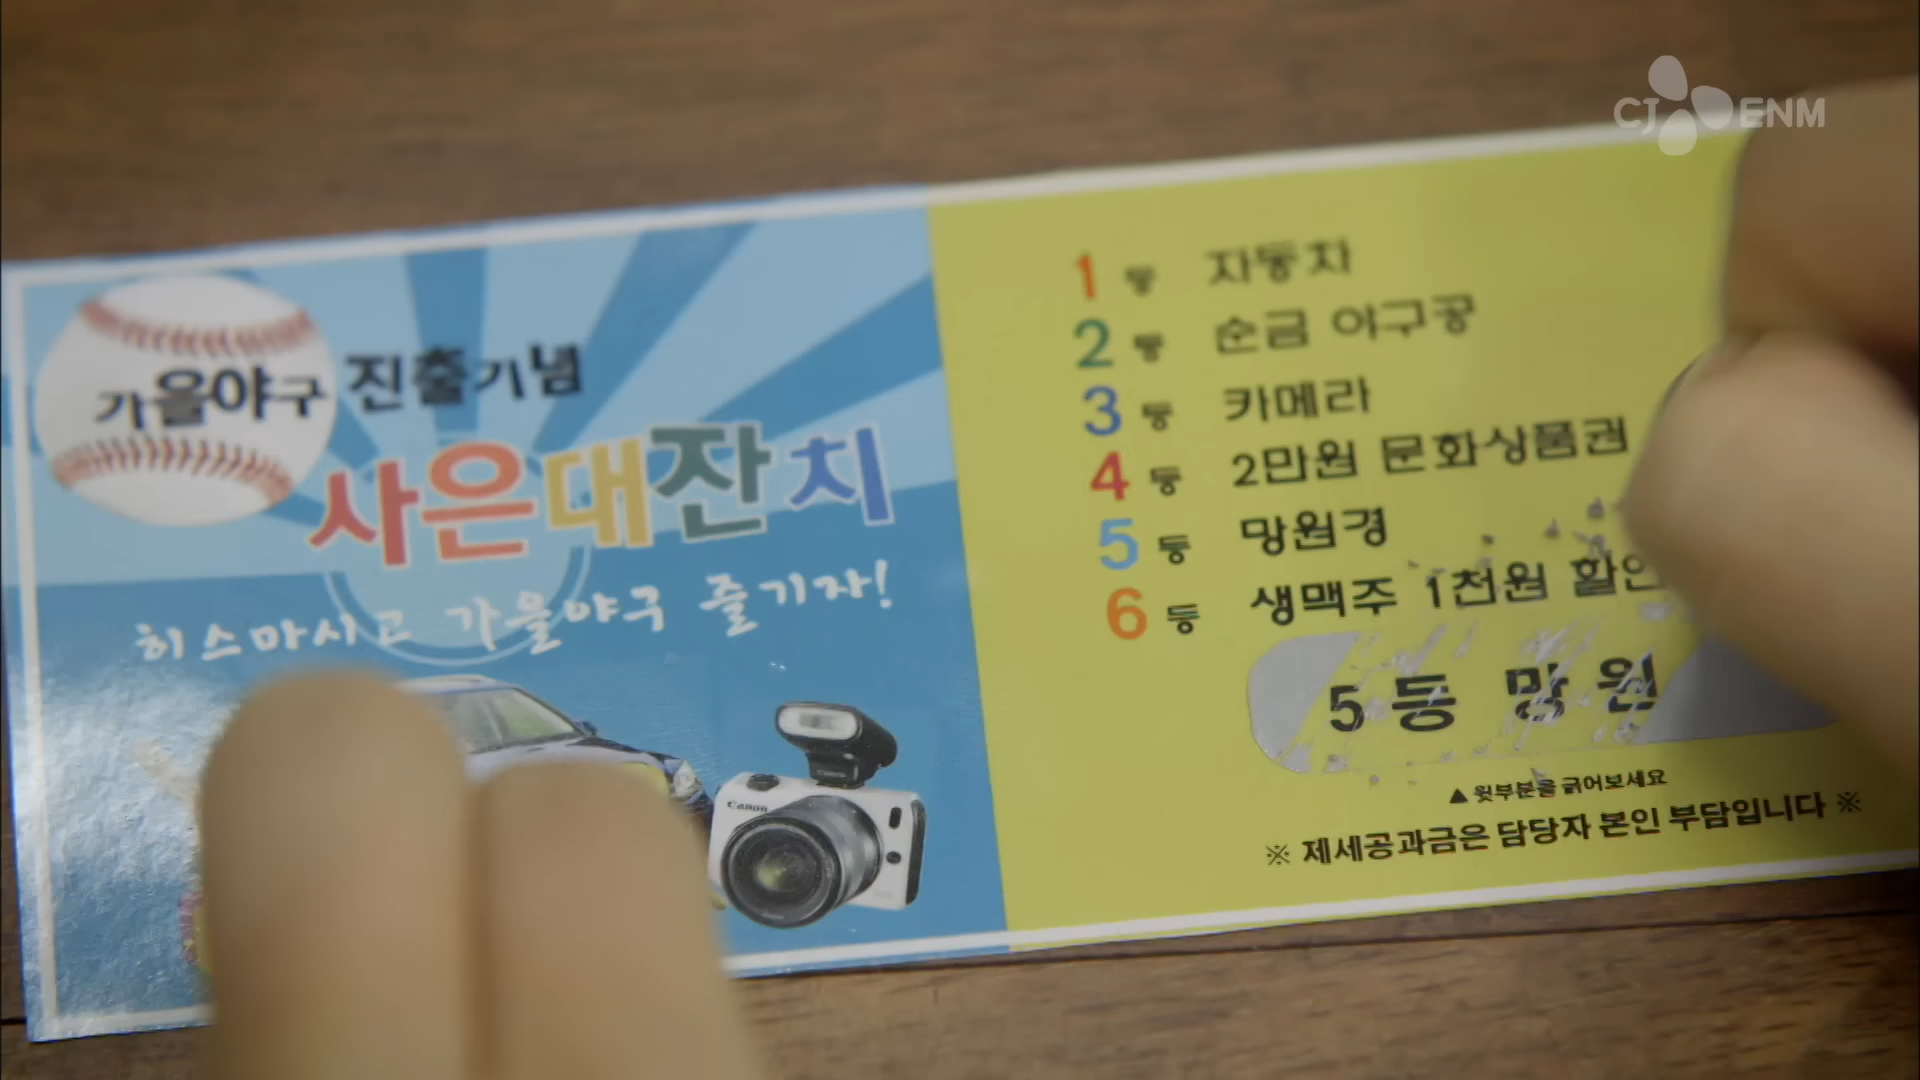 CJ ENM
가을야구 진출기념
사은대잔치
히스마시고 가을야구 즐기자!
Canon
1등 자동차
2등 순금 야구공
3등 카메라
4등 2만원 문화상품권
5등 망원경
6등 생맥주 1천원 할인
5등 망원
▲ 윗부분을 긁어보세요
※ 제세공과금은 담당자 본인 부담입니다 ※